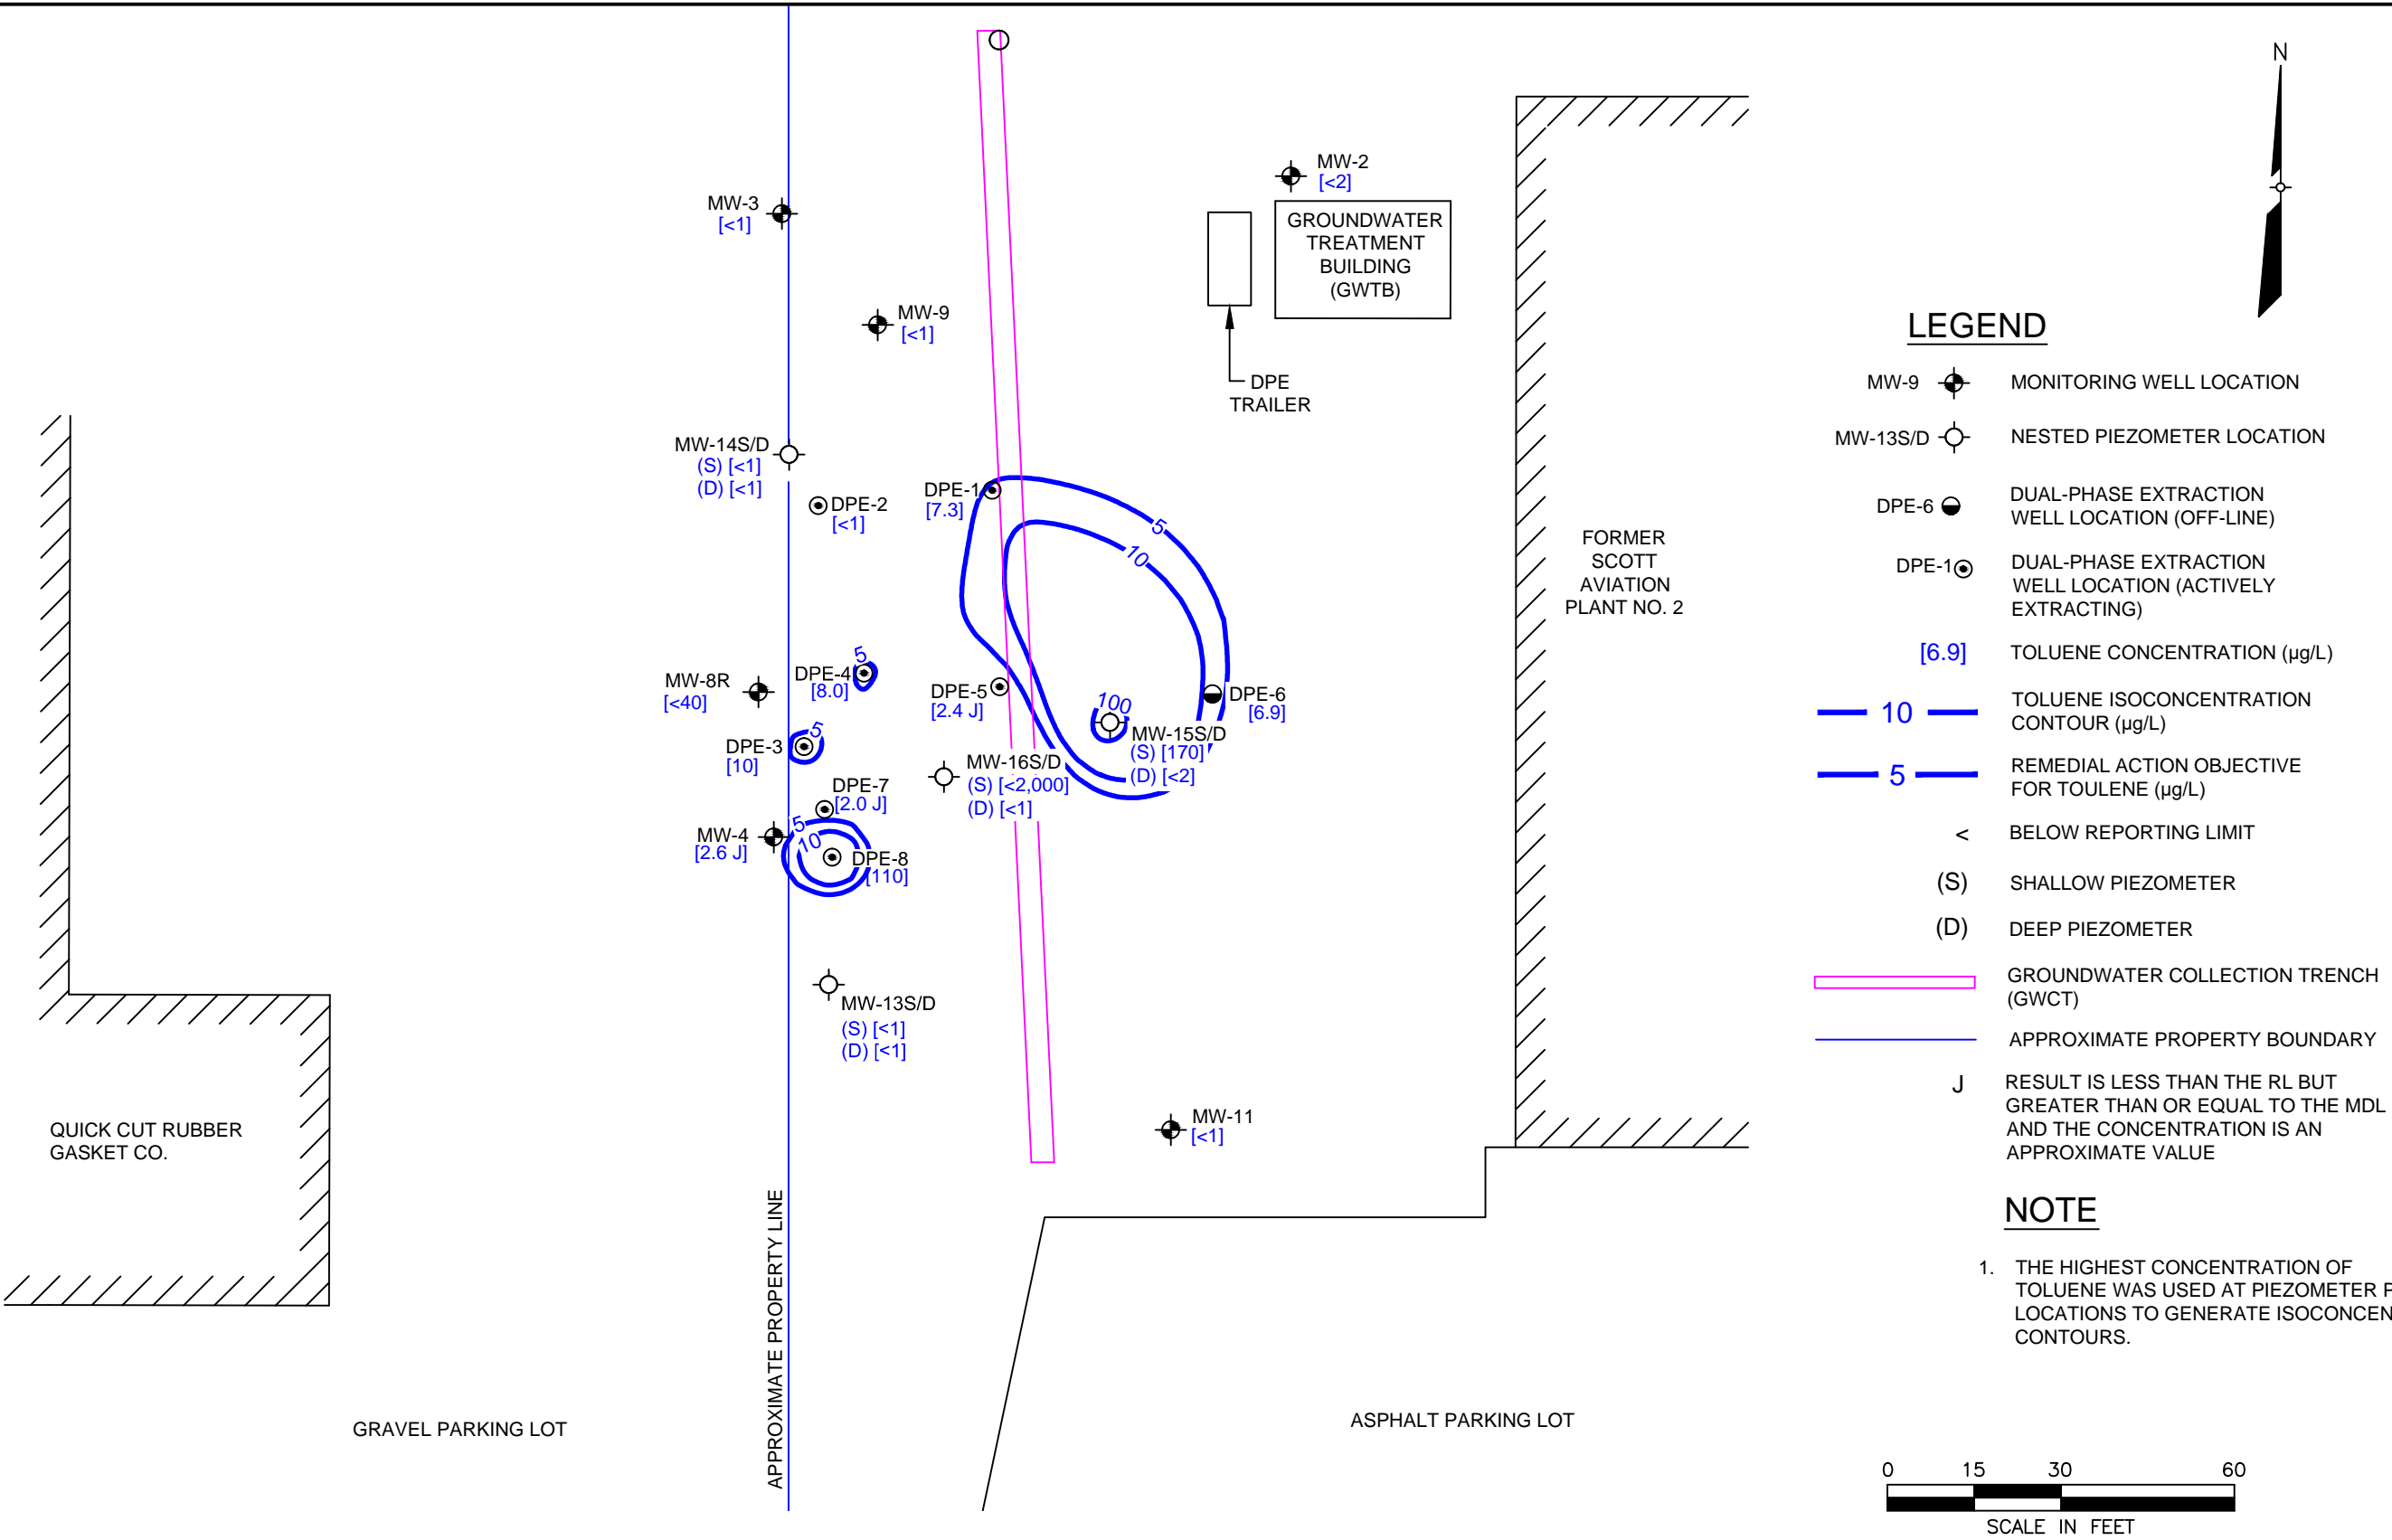 N
MW-2
[<2]
MW-3
[<1]
GROUNDWATER
TREATMENT
BUILDING
(GWTB)
MW-9
[<1]
DPE
TRAILER
MW-14S/D
(S) [<1]
(D) [<1]
DPE-2
[<1]
DPE-1
[7.3]
5
10
FORMER
SCOTT
AVIATION
PLANT NO. 2
5
DPE-4
[8.0]
MW-8R
[<40]
DPE-5
[2.4 J]
DPE-6
[6.9]
100
MW-15S/D
(S) [170]
(D) [<2]
5
DPE-3
[10]
MW-16S/D
(S) [<2,000]
(D) [<1]
DPE-7
[2.0 J]
5
10
MW-4
[2.6 J]
DPE-8
[110]
MW-13S/D
(S) [<1]
(D) [<1]
MW-11
[<1]
QUICK CUT RUBBER
GASKET CO.
APPROXIMATE PROPERTY LINE
GRAVEL PARKING LOT
ASPHALT PARKING LOT
LEGEND
MW-9 MONITORING WELL LOCATION
MW-13S/D NESTED PIEZOMETER LOCATION
DPE-6 DUAL-PHASE EXTRACTION
WELL LOCATION (OFF-LINE)
DPE-1 DUAL-PHASE EXTRACTION
WELL LOCATION (ACTIVELY
EXTRACTING)
[6.9] TOLUENE CONCENTRATION (µg/L)
10 TOLUENE ISOCONCENTRATION
CONTOUR (µg/L)
5 REMEDIAL ACTION OBJECTIVE
FOR TOULENE (µg/L)
< BELOW REPORTING LIMIT
(S) SHALLOW PIEZOMETER
(D) DEEP PIEZOMETER
GROUNDWATER COLLECTION TRENCH
(GWCT)
APPROXIMATE PROPERTY BOUNDARY
J RESULT IS LESS THAN THE RL BUT
GREATER THAN OR EQUAL TO THE MDL
AND THE CONCENTRATION IS AN
APPROXIMATE VALUE
NOTE
1. THE HIGHEST CONCENTRATION OF
TOLUENE WAS USED AT PIEZOMETER
LOCATIONS TO GENERATE
CONTOURS.
0 15 30 60
SCALE IN FEET